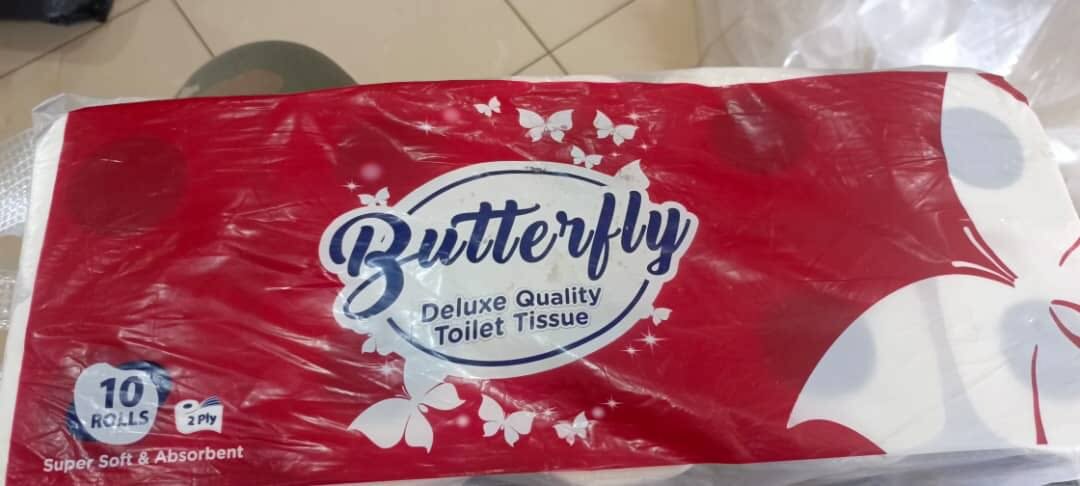 Butterfly
Deluxe Quality
Toilet Tissue
10
ROLLS
2 Ply
Super Soft & Absorbent